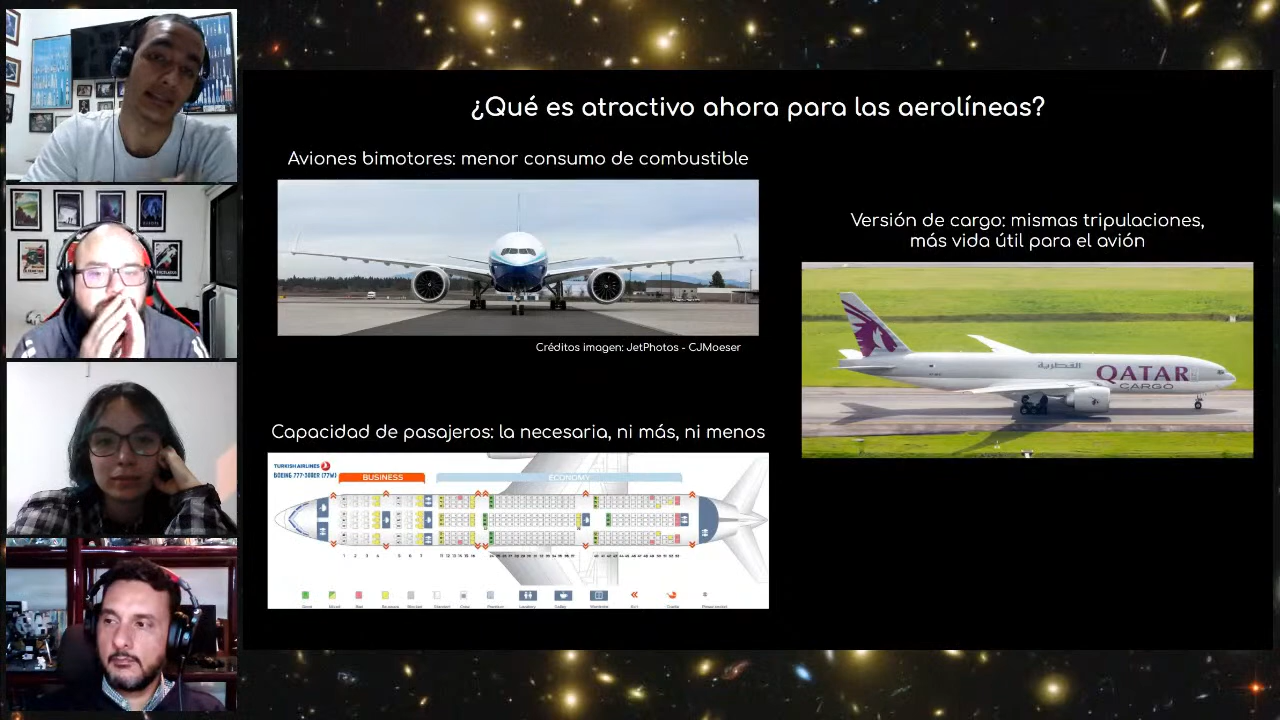 ¿Qué es atractivo ahora para las aerolíneas?
Aviones bimotores: menor consumo de combustible
Créditos imagen: JetPhotos - CJMoeser
Versión de cargo: mismas tripulaciones,
más vida útil para el avión
القطرية
QATAR
CARGO
Capacidad de pasajeros: la necesaria, ni más, ni menos
TURKISH AIRLINES
BOEING 777-300ER (77W)
BUSINESS
ECONOMY